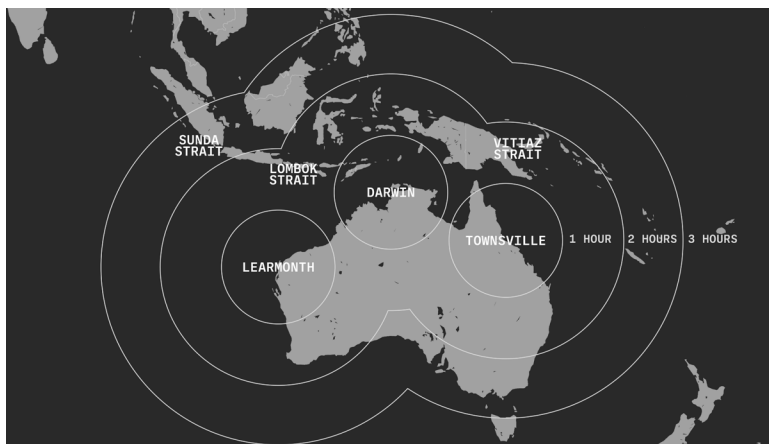 SUNDA
STRAIT
LOMBOK
STRAIT
VITIAZ
STRAIT
DARWIN
TOWNSVILLE
1 HOUR
2 HOURS
3 HOURS
LEARMONTH